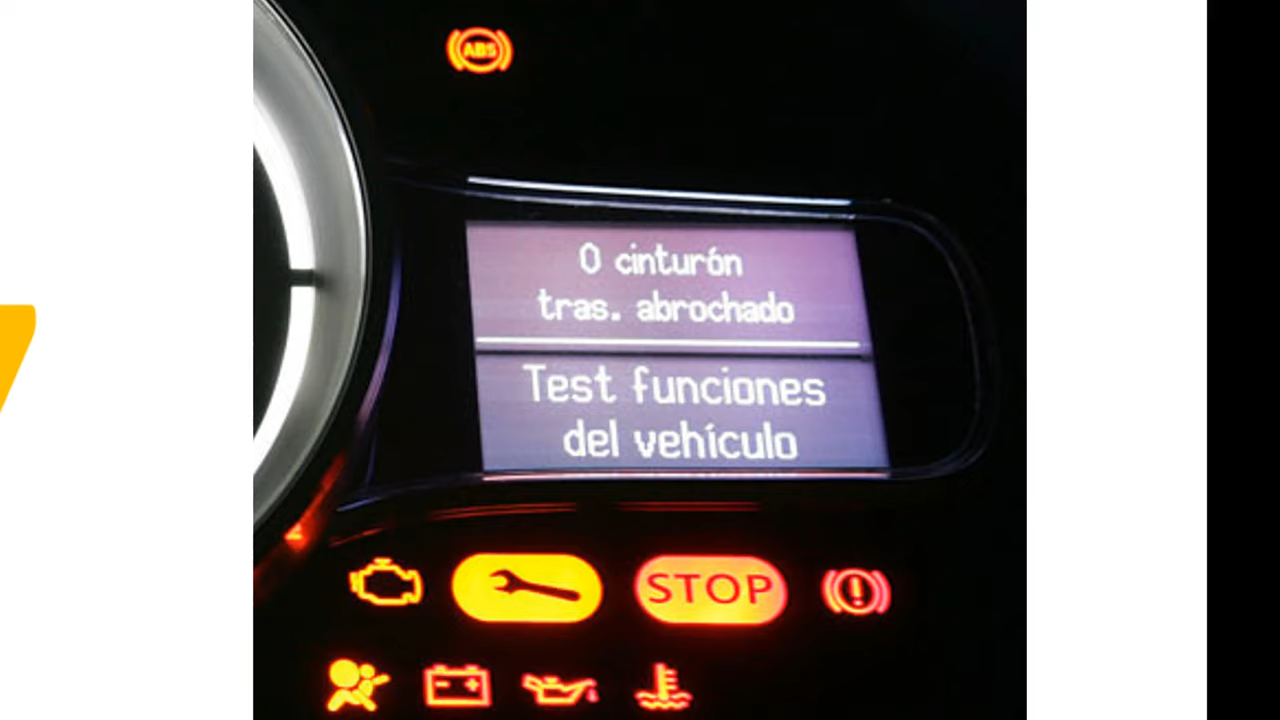 ABS
0 cinturón
tras. abrochado
Test funciones
del vehículo
STOP